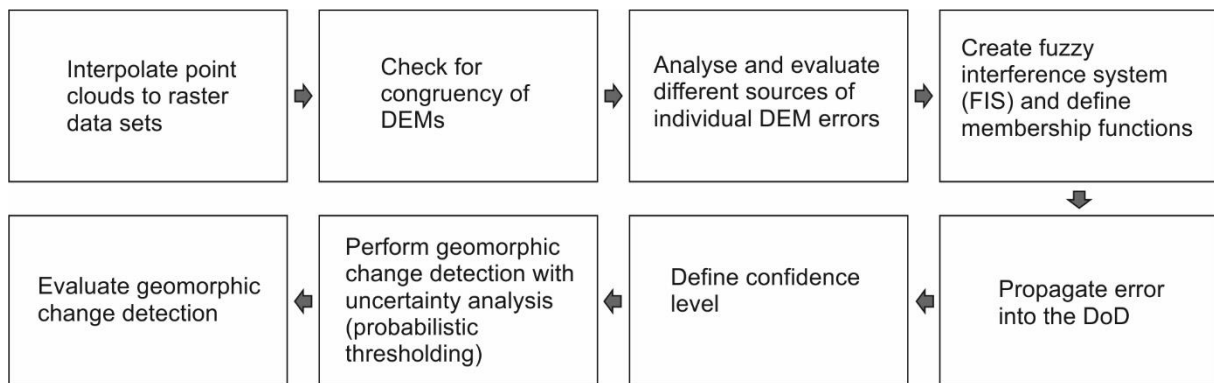 Interpolate point
clouds to raster
data sets
Check for
congruency of
DEMs
Analyse and evaluate
different sources of
individual DEM errors
Create fuzzy
interference system
(FIS) and define
membership functions
Propagate error
into the DoD
Define confidence
level
Perform geomorphic
change detection with
uncertainty analysis
(probabilistic
thresholding)
Evaluate geomorphic
change detection